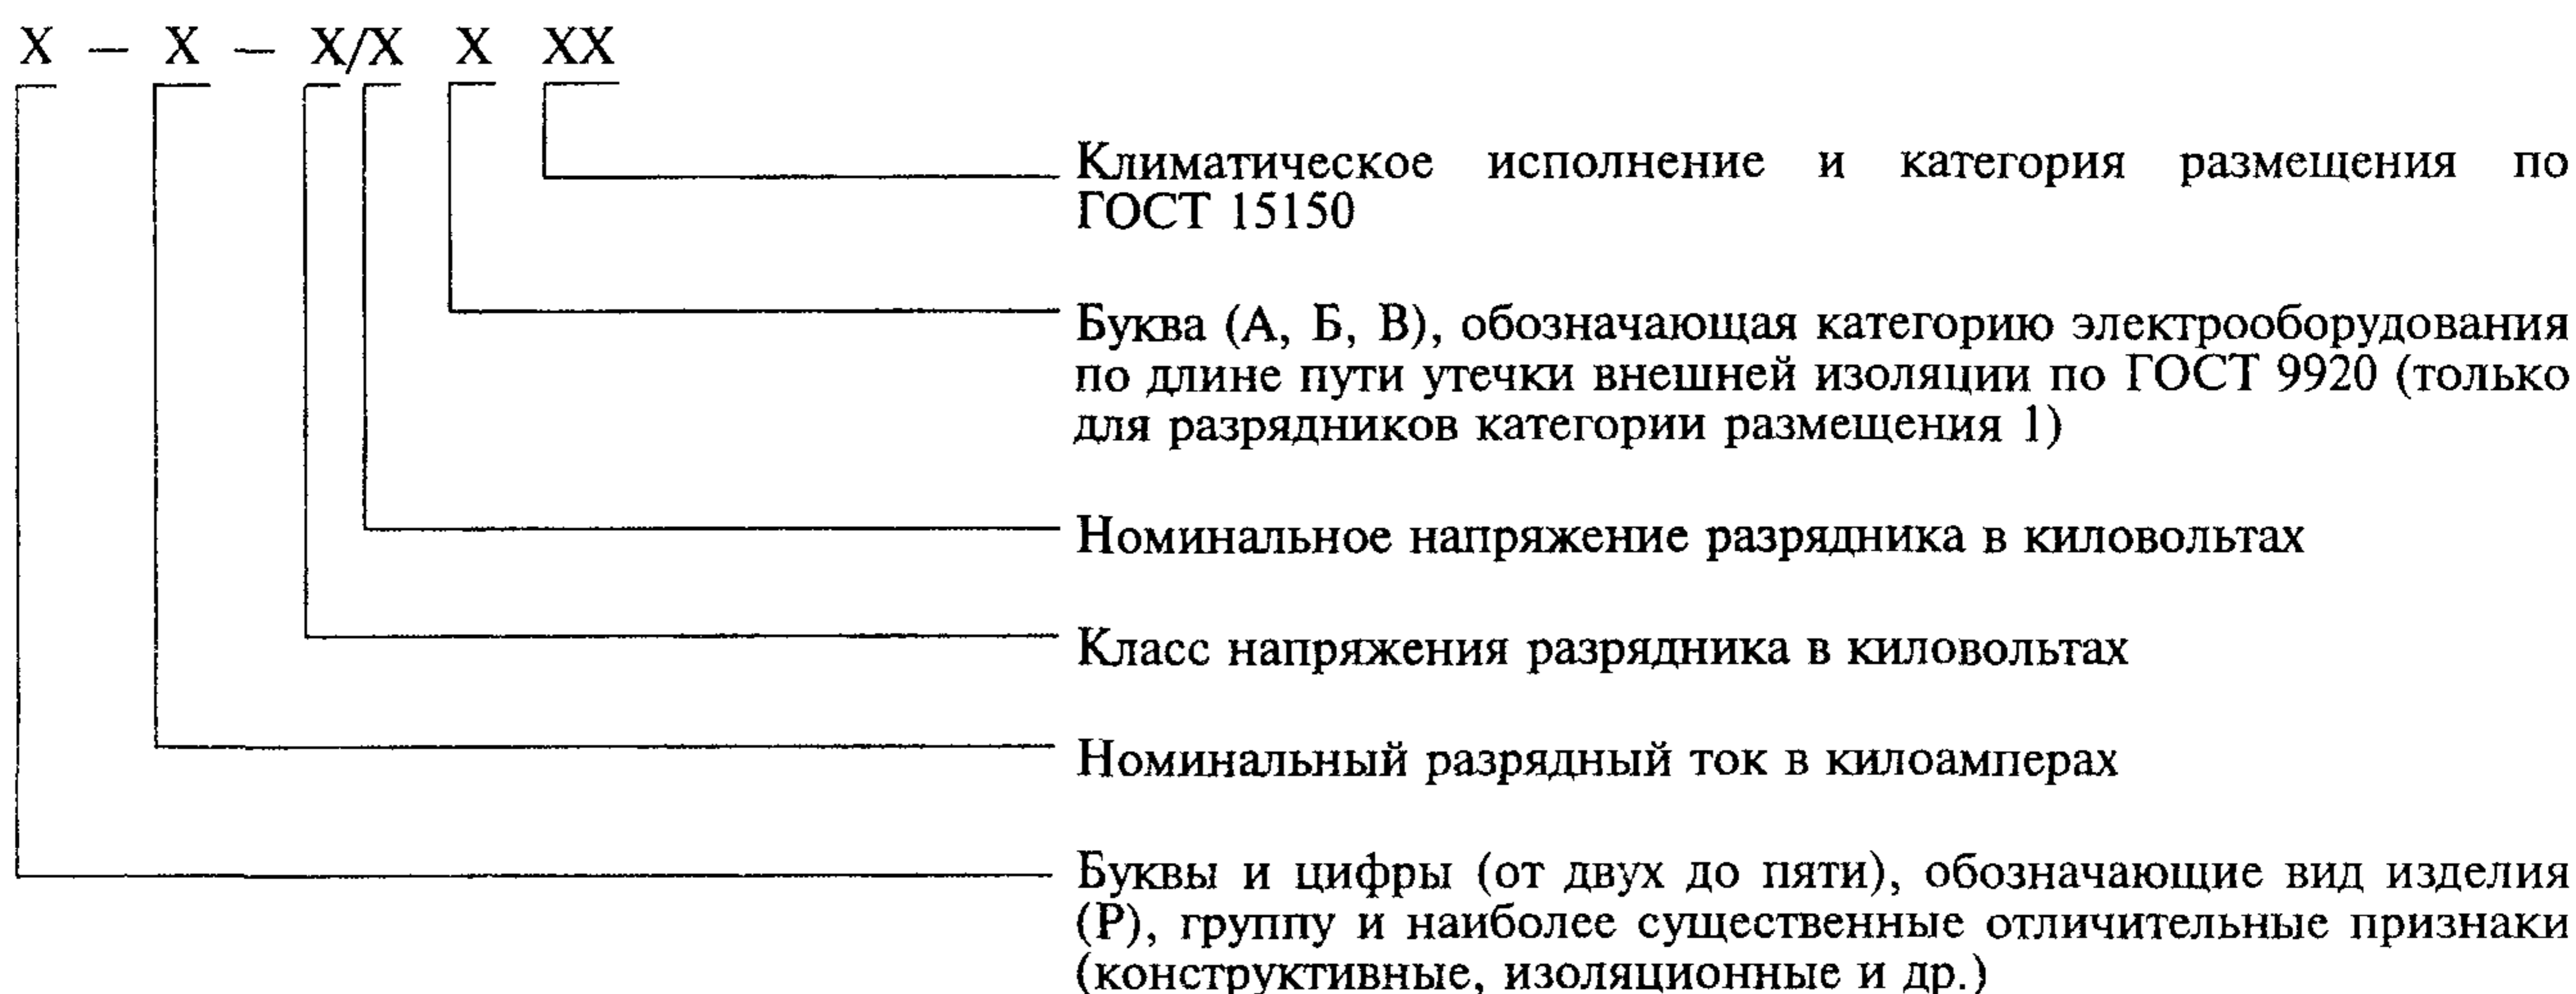 X – X – X/X X XX
Климатическое исполнение и категория размещения по
ГОСТ 15150
Буква (А, Б, В), обозначающая категорию электрооборудования
по длине пути утечки внешней изоляции по ГОСТ 9920 (только
для разрядников категории размещения 1)
Номинальное напряжение разрядника в киловольтах
Класс напряжения разрядника в киловольтах
Номинальный разрядный ток в килоамперах
Буквы и цифры (от двух до пяти), обозначающие вид изделия
(Р), группу и наиболее существенные отличительные признаки
(конструктивные, изоляционные и др.)